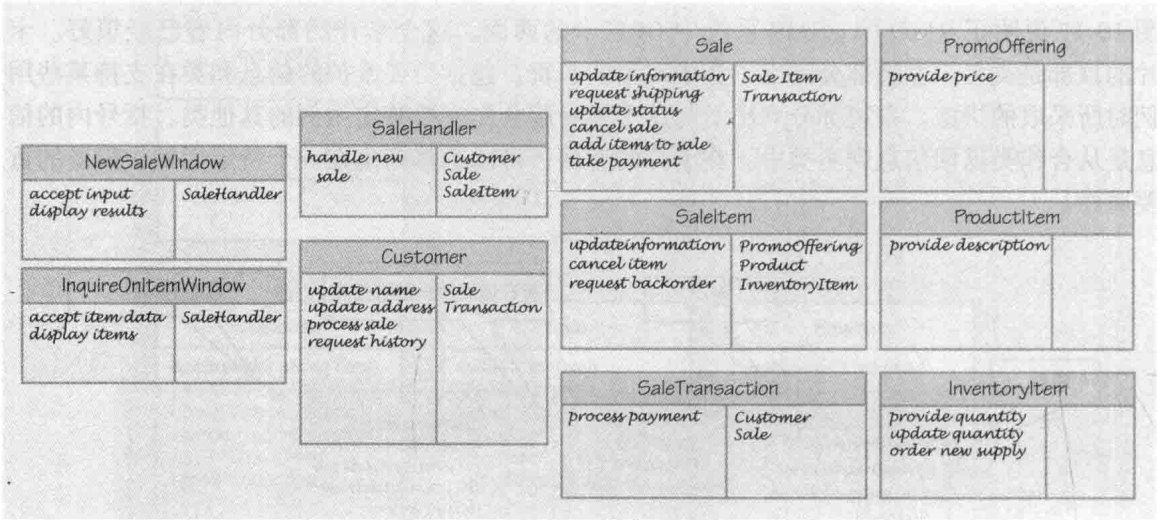 NewSaleWIndow
accept input
display results
SaleHandler
InquireOnItemWindow
accept item data
display items
SaleHandler
SaleHandler
handle new
sale
Customer
Sale
SaleItem
Customer
update name
update address
process sale
request history
Sale
Transaction
Sale
update information
request shipping
update status
cancel sale
add items to sale
take payment
Sale Item
Transaction
SaleItem
updateinformation
cancel item
request backorder
PromoOffering
Product
InventoryItem
SaleTransaction
process payment
Customer
Sale
PromoOffering
provide price
ProductItem
provide description
InventoryItem
provide quantity
update quantity
order new supply